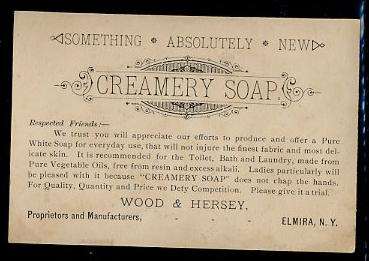 SOMETHING * ABSOLUTELY * NEW
CREAMERY SOAP.
Respected Friends:—
We trust you will appreciate our efforts to produce and offer a Pure
White Soap for everyday use, that will not injure the finest fabric and most del-
icate skin. It is recommended for the Toilet, Bath and Laundry, made from
Pure Vegetable Oils, free from resin and excess alkali. Ladies particularly will
be pleased with it because "CREAMERY SOAP" does not chap the hands.
For Quality, Quantity and Price we Defy Competition. Please give it a trial.
WOOD & HERSEY,
Proprietors and Manufacturers, - - - ELMIRA, N. Y.